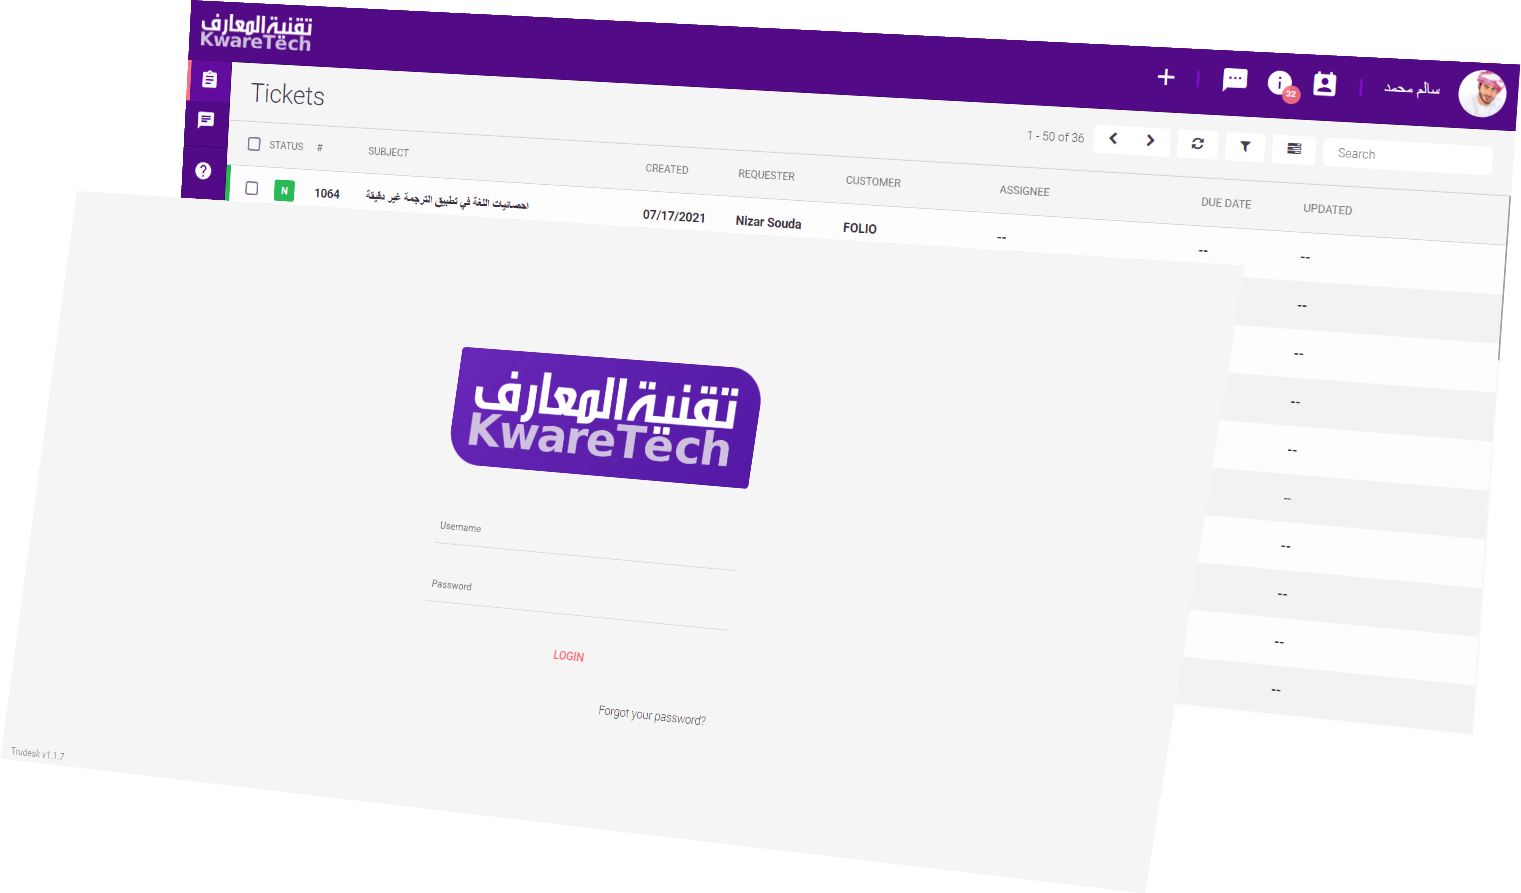 تقنية المعارف
KwareTech
سالم محمد
32
Tickets
1 - 50 of 36
Search
STATUS # SUBJECT CREATED REQUESTER CUSTOMER ASSIGNEE DUE DATE UPDATED
N 1064 احصائيات اللغة في تطبيق الترجمة غير دقيقة 07/17/2021 Nizar Souda FOLIO -- -- --
--
--
--
--
--
--
--
--
--
تقنية المعارف
KwareTech
Username
Password
LOGIN
Forgot your password?
Trudesk v1.1.7